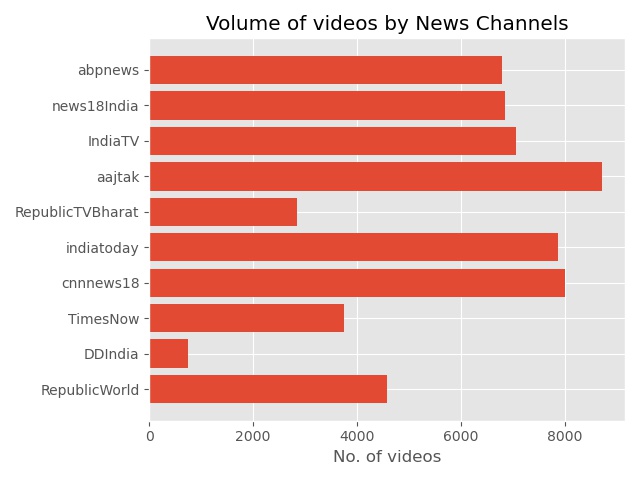 Volume of videos by News Channels
abpnews
news18India
IndiaTV
aajtak
RepublicTVBharat
indiatoday
cnnnews18
TimesNow
DDIndia
RepublicWorld
0 2000 4000 6000 8000
No. of videos